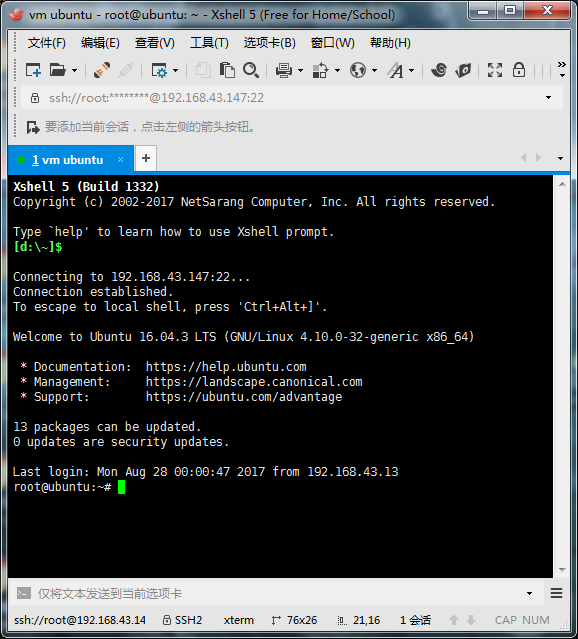 vm ubuntu - root@ubuntu: ~ - Xshell 5 (Free for Home/School)
文件(F) 编辑(E) 查看(V) 工具(T) 选项卡(B) 窗口(W) 帮助(H)
ssh://root:********@192.168.43.147:22
要添加当前会话，点击左侧的箭头按钮。
1 vm ubuntu × +
Xshell 5 (Build 1332)
Copyright (c) 2002-2017 NetSarang Computer, Inc. All rights reserved.
Type `help' to learn how to use Xshell prompt.
[d:\~]$
Connecting to 192.168.43.147:22...
Connection established.
To escape to local shell, press 'Ctrl+Alt+]'.
Welcome to Ubuntu 16.04.3 LTS (GNU/Linux 4.10.0-32-generic x86_64)
* Documentation:  https://help.ubuntu.com
* Management:     https://landscape.canonical.com
* Support:        https://ubuntu.com/advantage
13 packages can be updated.
0 updates are security updates.
Last login: Mon Aug 28 00:00:47 2017 from 192.168.43.13
root@ubuntu:~#
仅将文本发送到当前选项卡
ssh://root@192.168.43.14 SSH2 xterm 76x26 21,16 1 会话 CAP NUM